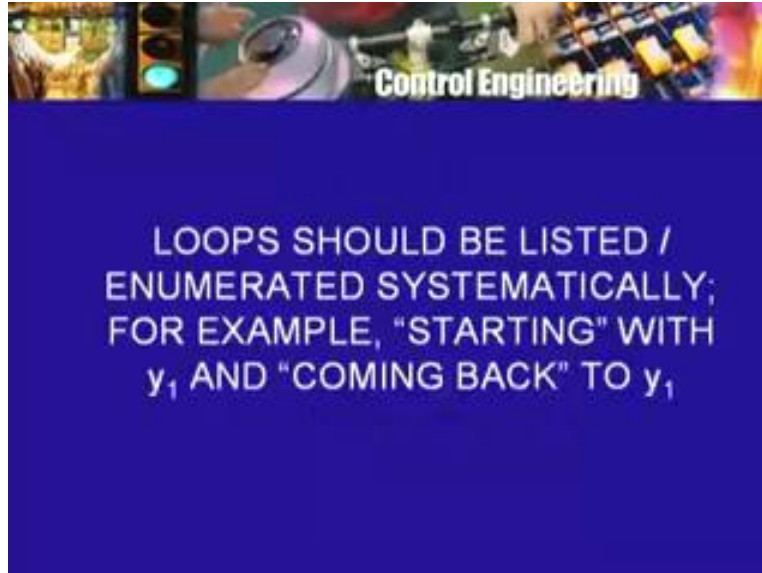 Control Engineering
LOOPS SHOULD BE LISTED /
ENUMERATED SYSTEMATICALLY;
FOR EXAMPLE, “STARTING” WITH
y₁ AND “COMING BACK” TO y₁